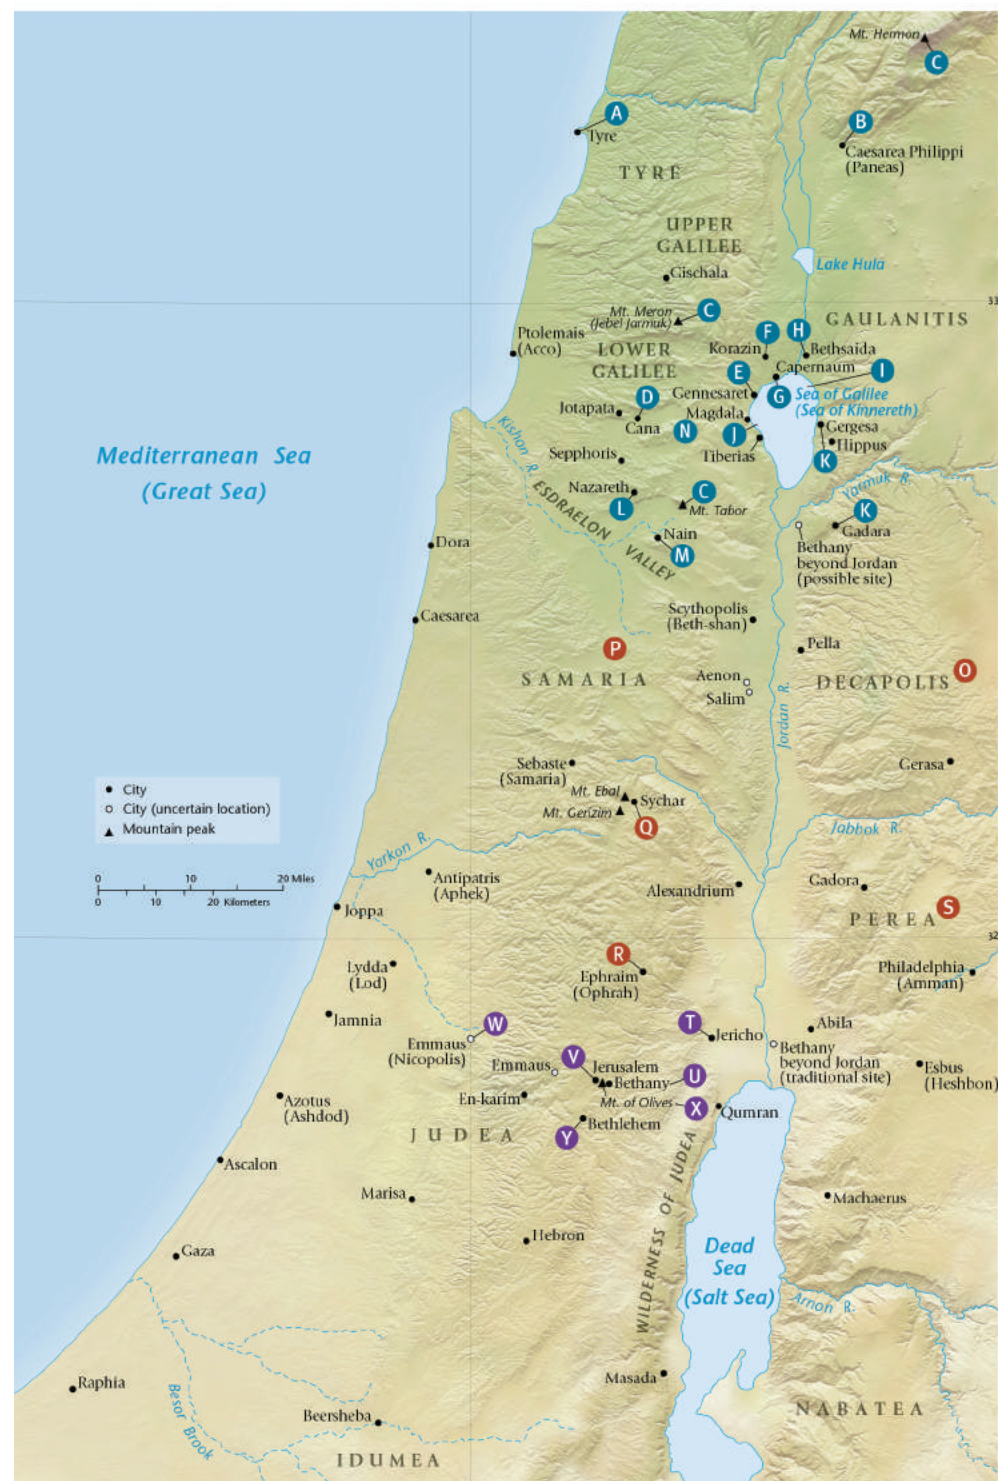 Mt. Hermon
C
A
Tyre
B
Caesarea Philippi
(Paneas)
TYRE
UPPER
GALILEE
Gischala
Lake Hula
33
Mt. Meron
(Jebel Jarmuk)
C
GAULANITIS
Ptolemais
(Acco)
LOWER
GALILEE
F
H
Korazin
Bethsaida
Capernaum
E
I
Gennesaret
G
Sea of Galilee
(Sea of Kinnereth)
D
Jotapata
Cana
Magdala
N
J
Gergesa
Hippus
Tiberias
K
Kishon R.
Mediterranean Sea
(Great Sea)
Sepphoris
Nazareth
L
C
Mt. Tabor
Yarmuk R.
ESDRAELON VALLEY
K
Gadara
Nain
M
Bethany
beyond Jordan
(possible site)
Dora
Caesarea
Scythopolis
(Beth-shan)
P
Pella
SAMARIA
Aenon
Salim
DECAPOLIS
O
Jordan R.
Sebaste
(Samaria)
Gerasa
City
City (uncertain location)
Mountain peak
Mt. Ebal
Sychar
Mt. Gerizim
Q
Jabbok R.
Yarkon R.
0 20 Miles
0 10 20 Kilometers
Antipatris
(Aphek)
Alexandrium
Gadora
Joppa
PEREA
S
32
R
Ephraim
(Ophrah)
Lydda
(Lod)
Philadelphia
(Amman)
Jamnia
W
T
Jericho
Abila
Emmaus
(Nicopolis)
Bethany
beyond Jordan
(traditional site)
V
Emmaus
Jerusalem
Bethany
U
Esbus
(Heshbon)
Mt. of Olives
X
Qumran
Azotus
(Ashdod)
En-karim
Bethlehem
Y
JUDEA
Ascalon
WILDERNESS OF JUDEA
Marisa
Machaerus
Hebron
Gaza
Dead
Sea
(Salt Sea)
Arnon R.
Masada
Raphia
Besor Brook
Beersheba
NABATEA
IDUMEA